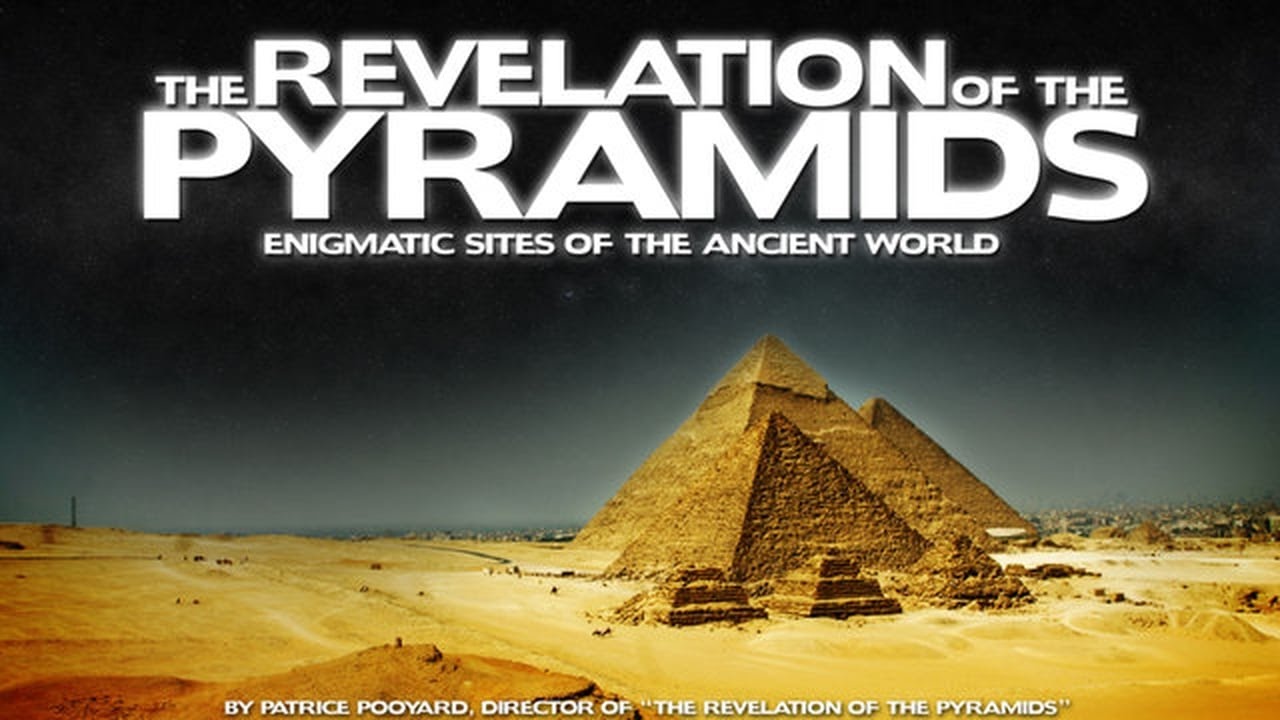 THE REVELATION OF THE
PYRAMIDS
ENIGMATIC SITES OF THE ANCIENT WORLD
BY PATRICE POOYARD, DIRECTOR OF "THE REVELATION OF THE PYRAMIDS"